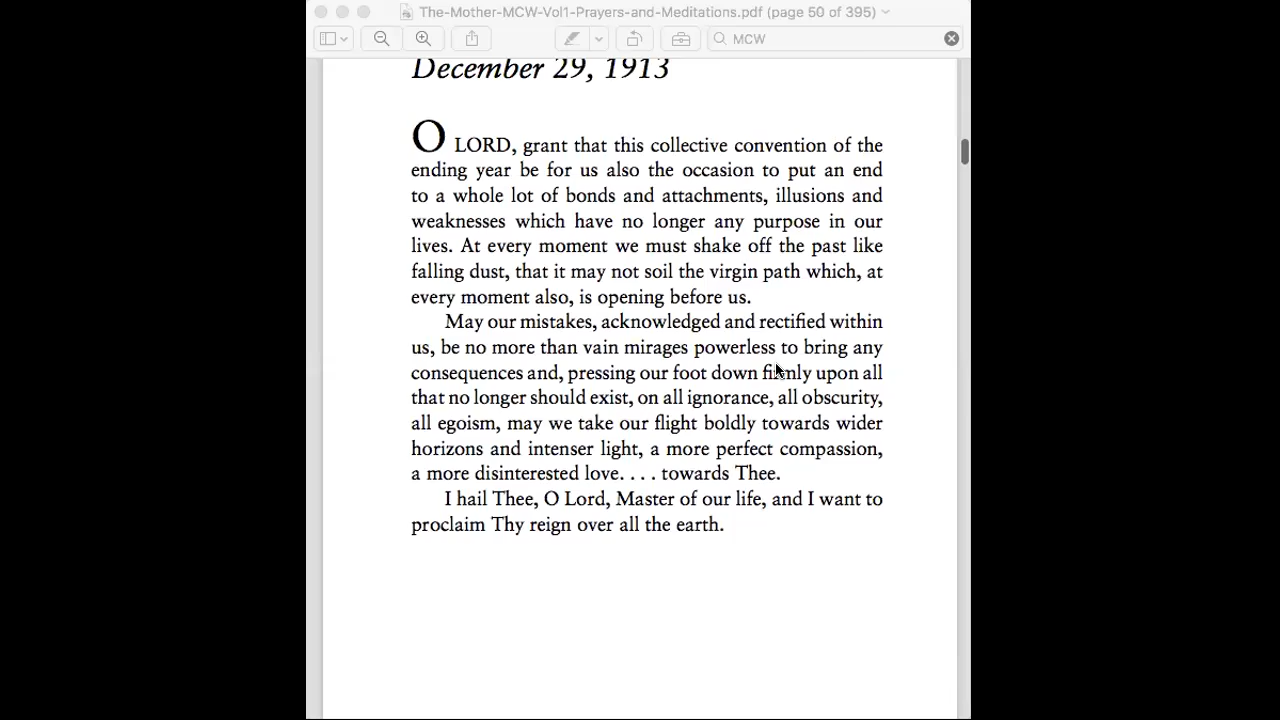 The-Mother-MCW-Vol1-Prayers-and-Meditations.pdf (page 50 of 395)
MCW
December 29, 1913
O LORD, grant that this collective convention of the
ending year be for us also the occasion to put an end
to a whole lot of bonds and attachments, illusions and
weaknesses which have no longer any purpose in our
lives. At every moment we must shake off the past like
falling dust, that it may not soil the virgin path which, at
every moment also, is opening before us.
May our mistakes, acknowledged and rectified within
us, be no more than vain mirages powerless to bring any
consequences and, pressing our foot down firmly upon all
that no longer should exist, on all ignorance, all obscurity,
all egoism, may we take our flight boldly towards wider
horizons and intenser light, a more perfect compassion,
a more disinterested love. . . . towards Thee.
I hail Thee, O Lord, Master of our life, and I want to
proclaim Thy reign over all the earth.